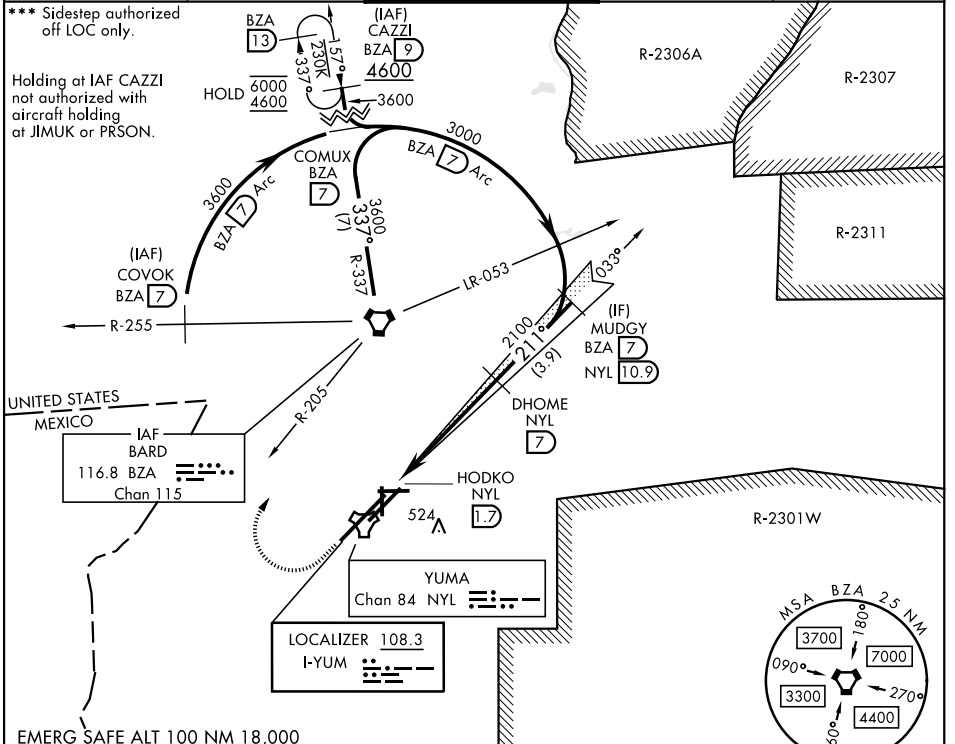 *** Sidestep authorized
off LOC only.
Holding at IAF CAZZI
not authorized with
aircraft holding
at JIMUK or PRSON.
BZA
13
337°
230K
157°
(IAF)
CAZZI
BZA 9
4600
3600
HOLD 6000
4600
R-2306A
R-2307
R-2311
3600
BZA 7 Arc
COMUX
BZA
7
3000
BZA 7 Arc
3600
337°
(7)
R-337
(IAF)
COVOK
BZA 7
R-255
LR-053
033°
(IF)
MUDGY
BZA 7
NYL 10.9
2100
211°
(3.9)
DHOME
NYL
7
R-205
UNITED STATES
MEXICO
IAF
BARD
116.8 BZA
Chan 115
HODKO
NYL
1.7
524
R-2301W
YUMA
Chan 84 NYL
LOCALIZER 108.3
I-YUM
MSA BZA 25 NM
3700
180°
7000
090°
270°
3300
4400
EMERG SAFE ALT 100 NM 18,000